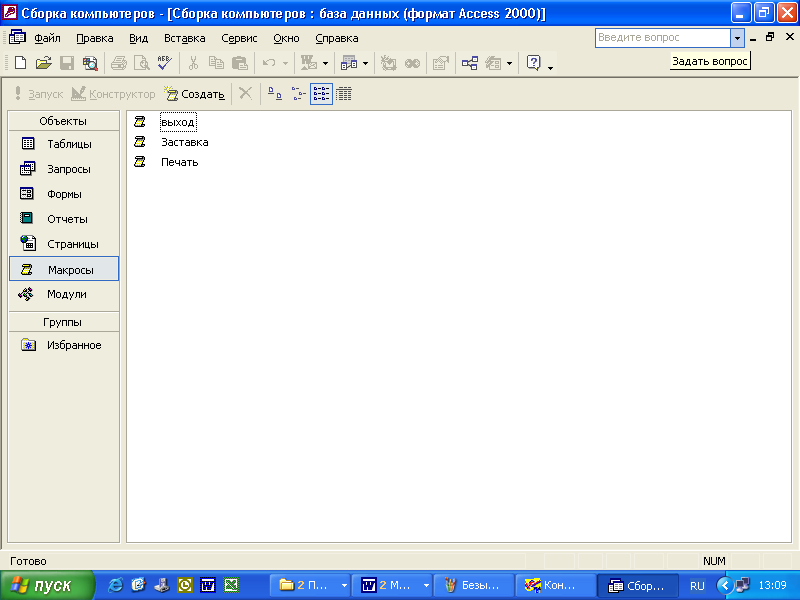 Сборка компьютеров - [Сборка компьютеров : база данных (формат Access 2000)]
Файл Правка Вид Вставка Сервис Окно Справка Введите вопрос
Задать вопрос
Запуск Конструктор Создать
Объекты
Таблицы
Запросы
Формы
Отчеты
Страницы
Макросы
Модули
Группы
Избранное
выход
Заставка
Печать
Готово NUM
пуск 2 П... 2 М... Безы... Кон... Сбор... RU 13:09